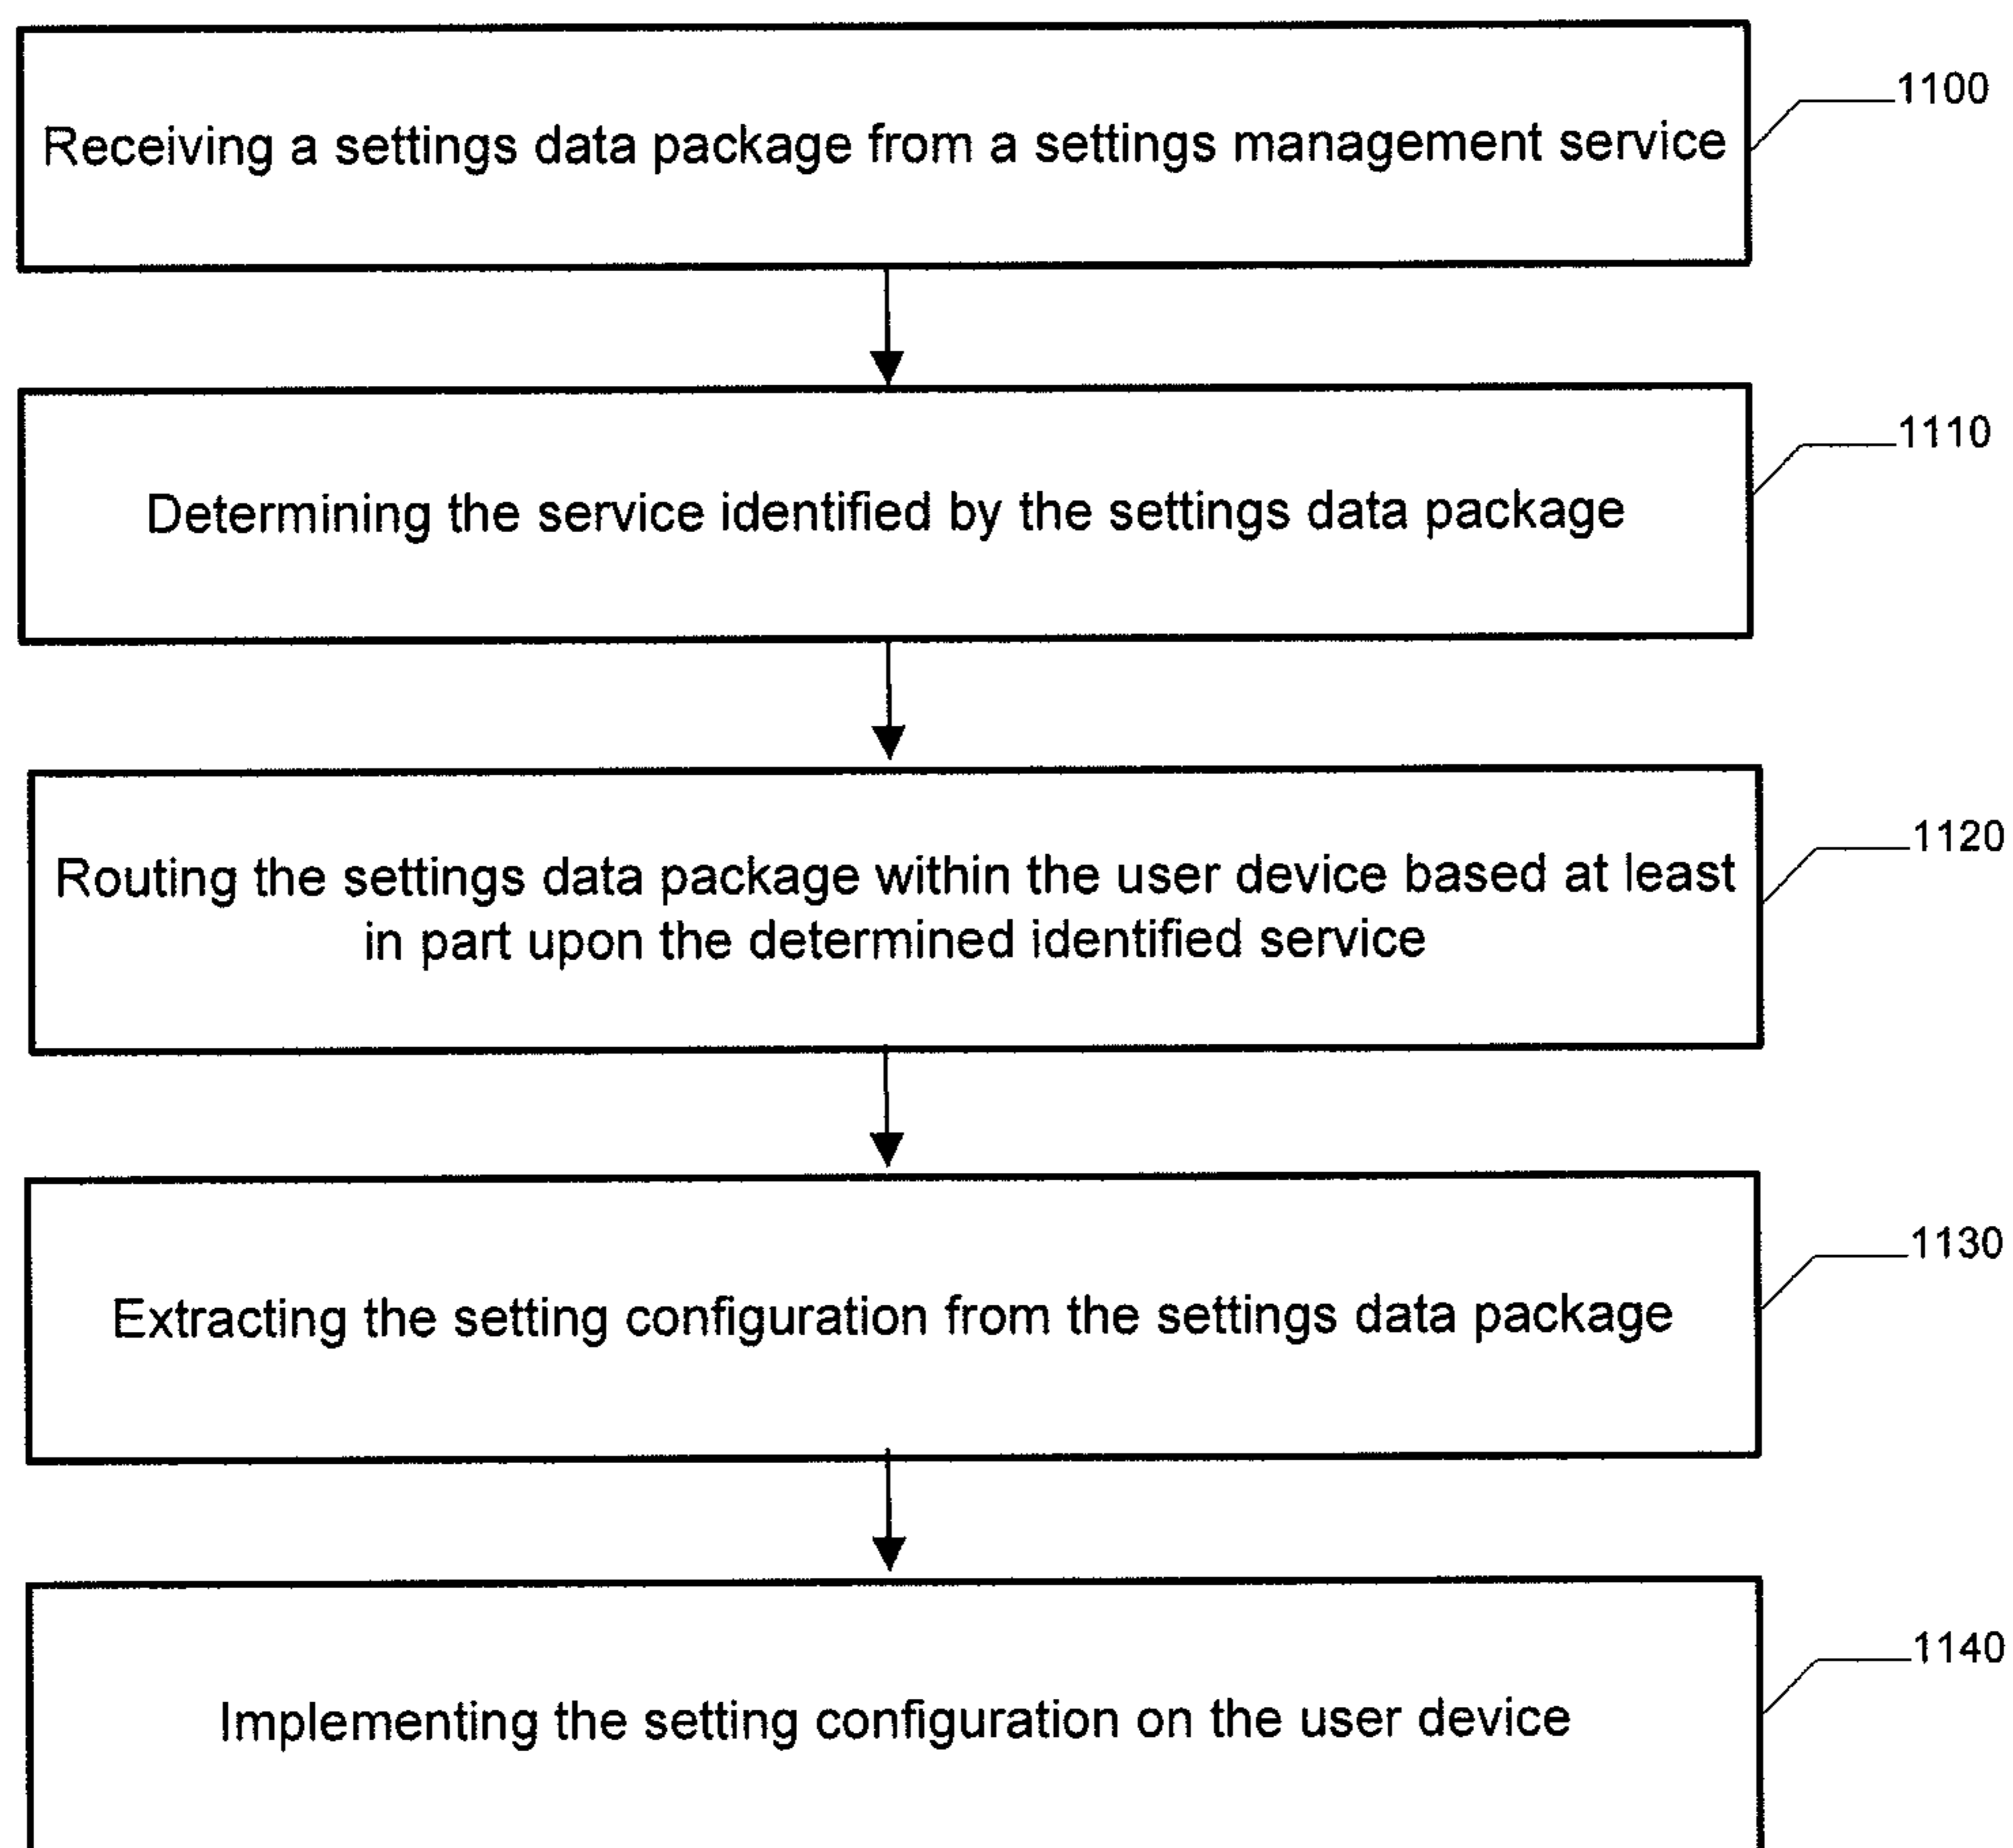 Receiving a settings data package from a settings management service
1100
Determining the service identified by the settings data package
1110
Routing the settings data package within the user device based at least
in part upon the determined identified service
1120
Extracting the setting configuration from the settings data package
1130
Implementing the setting configuration on the user device
1140